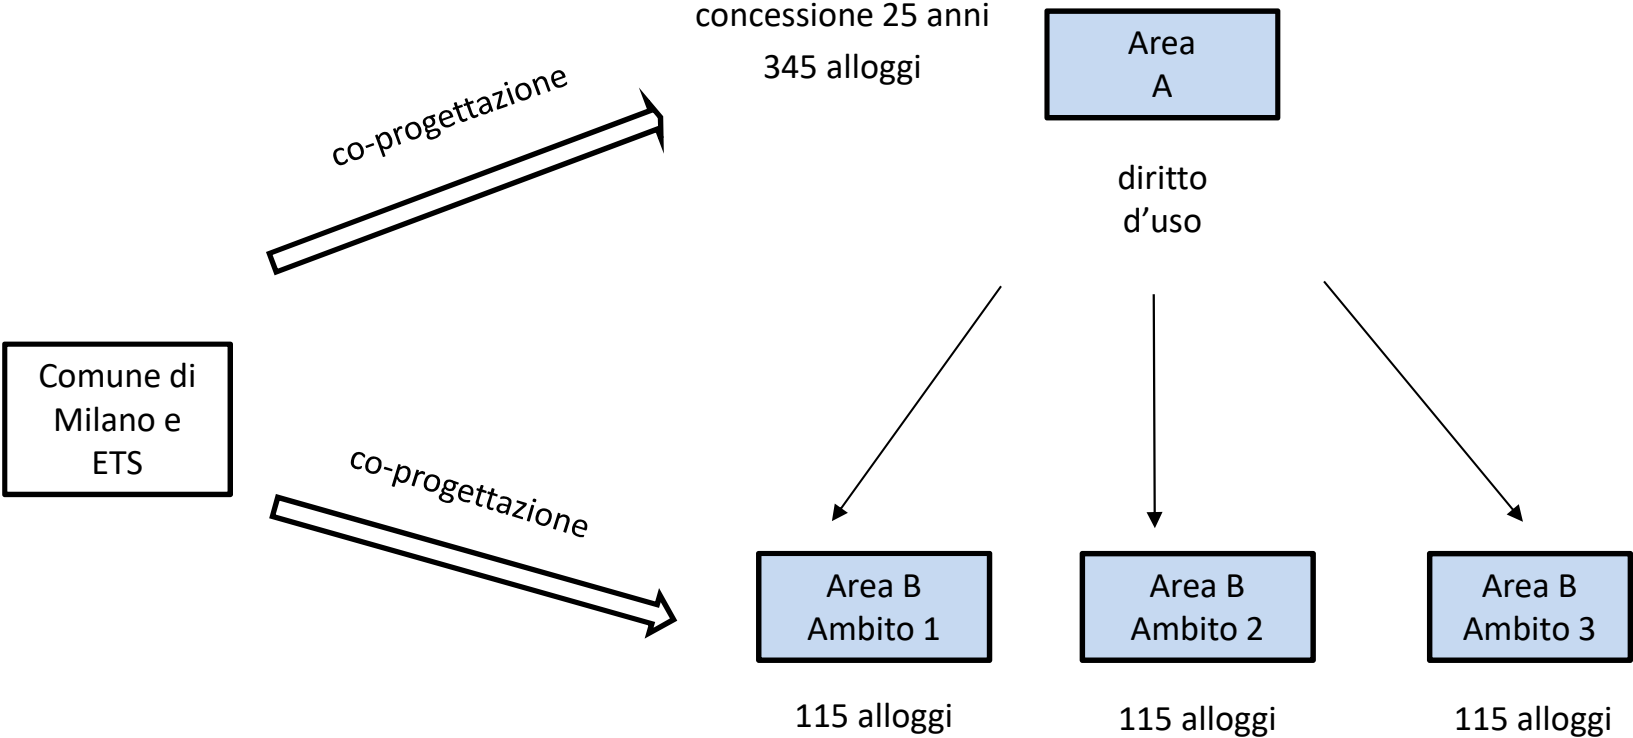 concessione 25 anni
345 alloggi
Area
A
co-progettazione
diritto
d’uso
Comune di
Milano e
ETS
co-progettazione
Area B
Ambito 1
Area B
Ambito 2
Area B
Ambito 3
115 alloggi
115 alloggi
115 alloggi